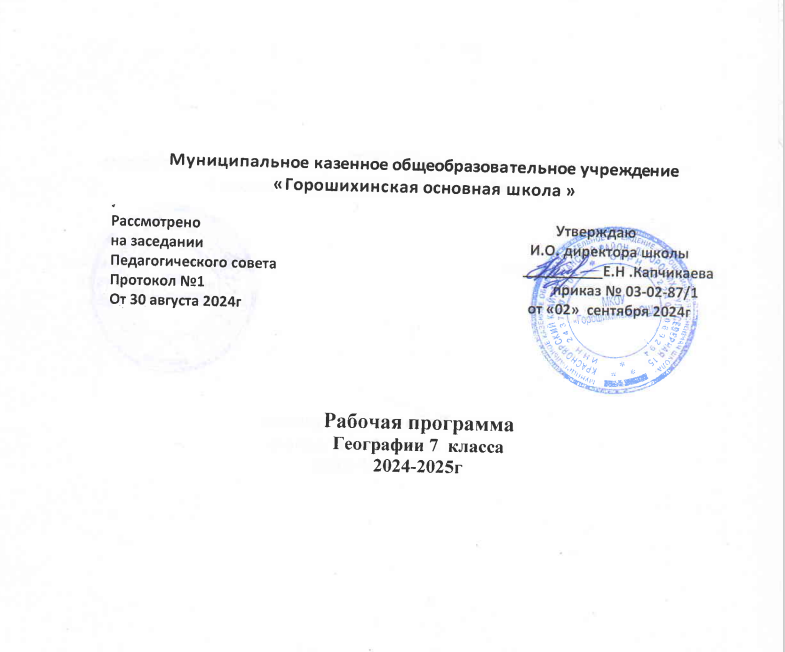 Муниципальное казенное общеобразовательное учреждение
«Горошихинская основная школа »
Рассмотрено
на заседании
Педагогического совета
Протокол №1
От 30 августа 2024г
Утверждаю
И.О. директора школы
Е.Н .Капчикаева
приказ № 03-02-87/1
от «02» сентября 2024г
МКОУ
Рабочая программа
Географии 7 класса
2024-2025г